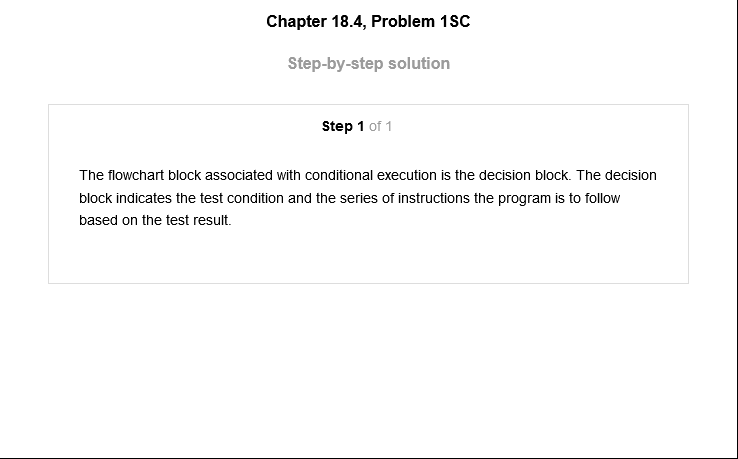 Chapter 18.4, Problem 1SC
Step-by-step solution
Step 1 of 1
The flowchart block associated with conditional execution is the decision block. The decision
block indicates the test condition and the series of instructions the program is to follow
based on the test result.